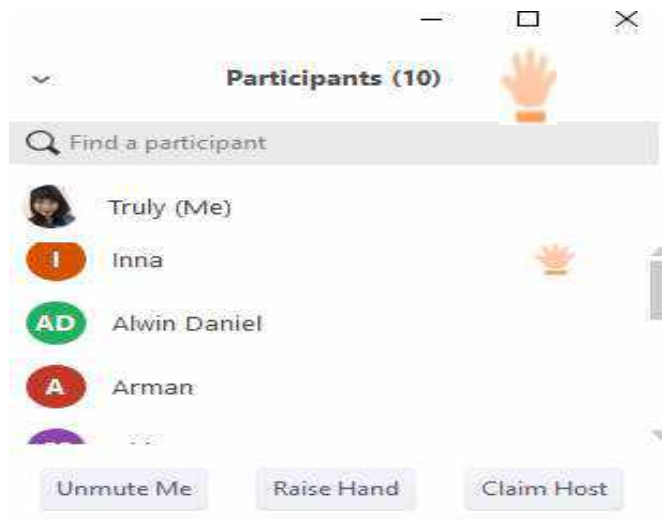 Participants (10)
Find a participant
Truly (Me)
I Inna
AD Alwin Daniel
A Arman
Unmute Me Raise Hand Claim Host